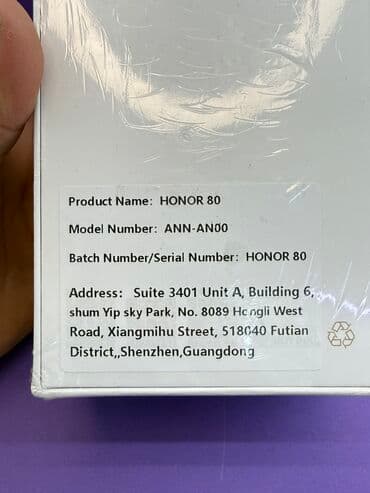 Product Name: HONOR 80
Model Number: ANN-AN00
Batch Number/Serial Number: HONOR 80
Address: Suite 3401 Unit A, Building 6,
shum Yip sky Park, No. 8089 Hongli West
Road, Xiangmihu Street, 518040 Futian
District,,Shenzhen,Guangdong